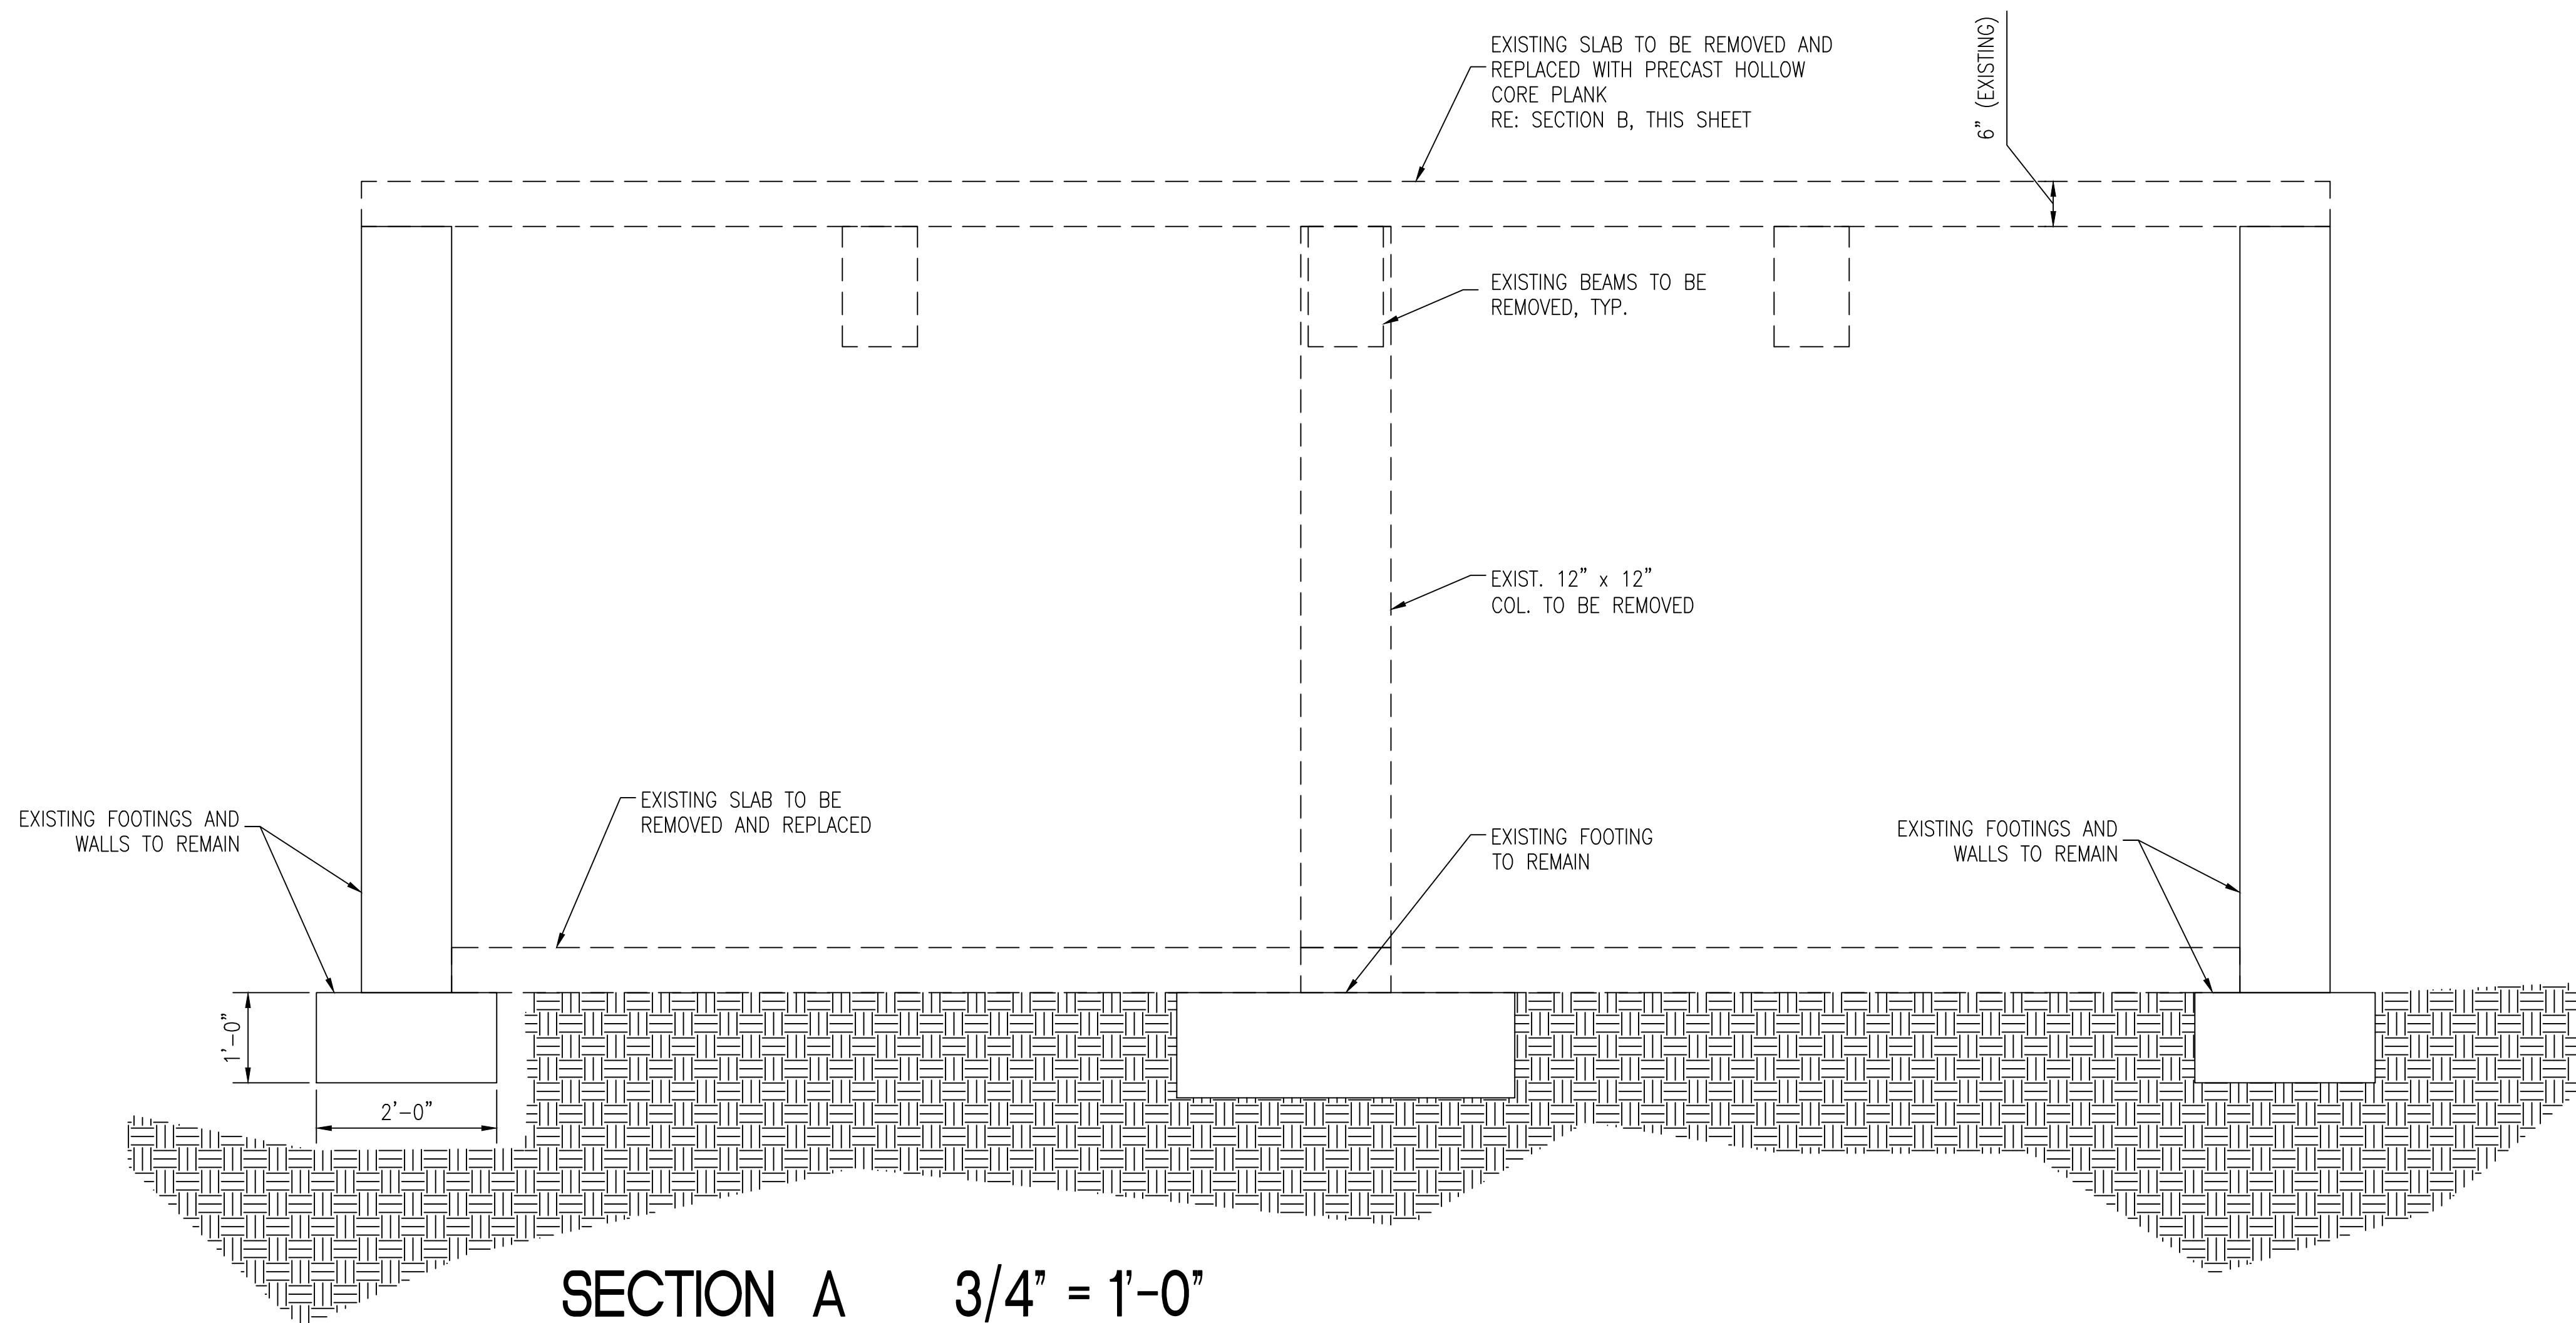 EXISTING SLAB TO BE REMOVED AND
REPLACED WITH PRECAST HOLLOW
CORE PLANK
RE: SECTION B, THIS SHEET
6" (EXISTING)
EXISTING BEAMS TO BE
REMOVED, TYP.
EXIST. 12" x 12"
COL. TO BE REMOVED
EXISTING FOOTINGS AND
WALLS TO REMAIN
EXISTING SLAB TO BE
REMOVED AND REPLACED
EXISTING FOOTING
TO REMAIN
EXISTING FOOTINGS AND
WALLS TO REMAIN
1'-0"
2'-0"
SECTION A 3/4" = 1'-0"